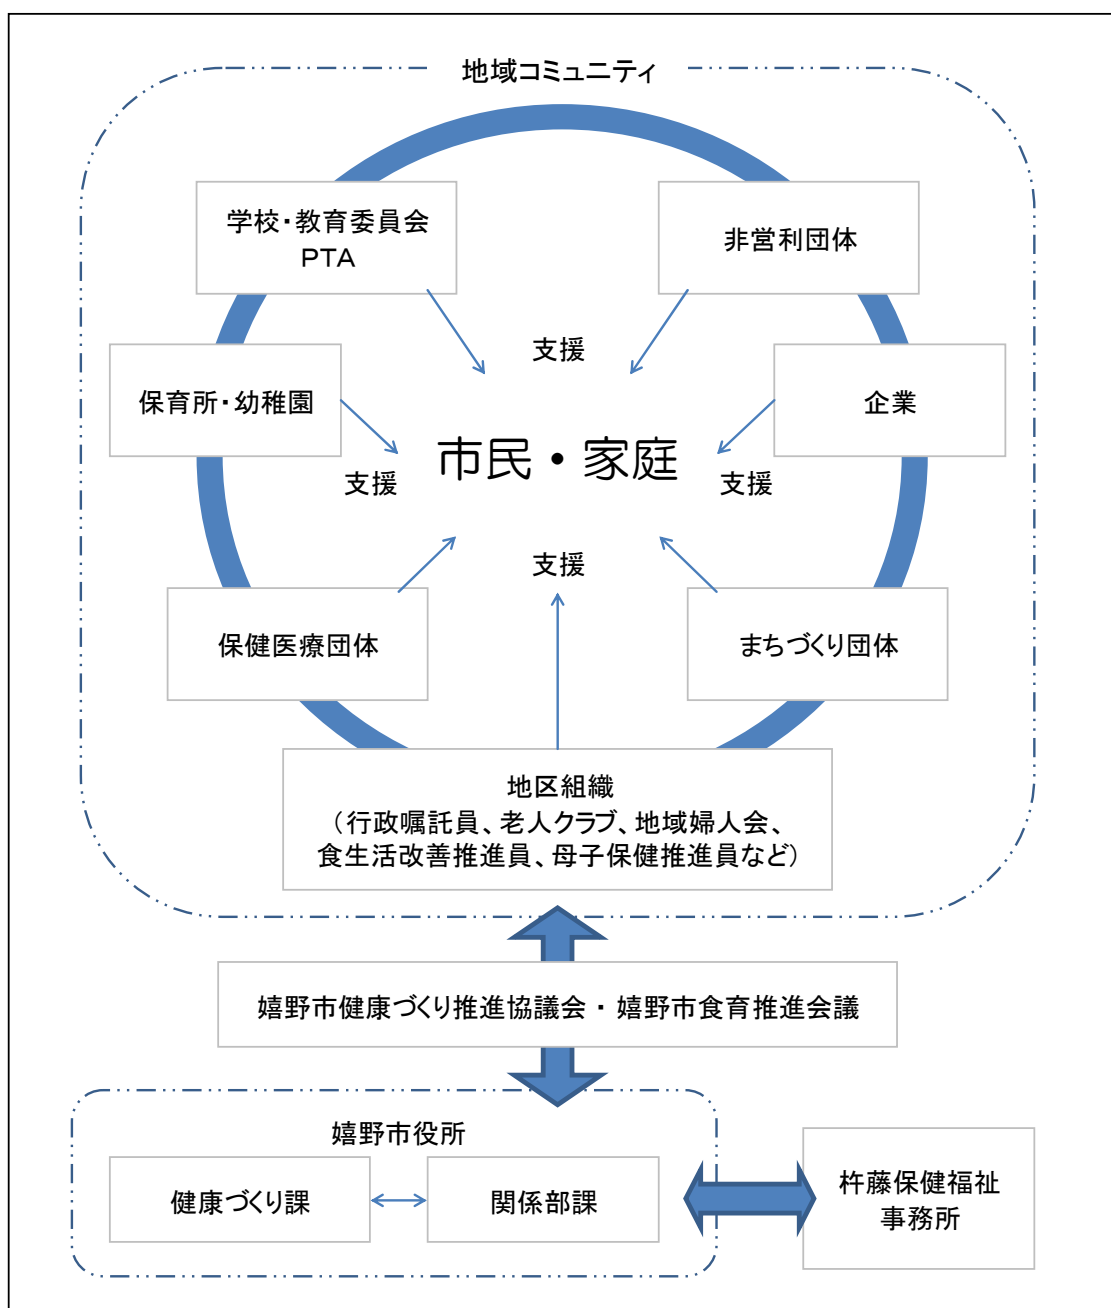 地域コミュニティ
学校・教育委員会
PTA
非営利団体
支援
保育所・幼稚園
企業
市民・家庭
支援
支援
支援
保健医療団体
まちづくり団体
地区組織
（行政嘱託員、老人クラブ、地域婦人会、
食生活改善推進員、母子保健推進員など）
嬉野市健康づくり推進協議会・嬉野市食育推進会議
嬉野市役所
健康づくり課
関係部課
杵藤保健福祉
事務所